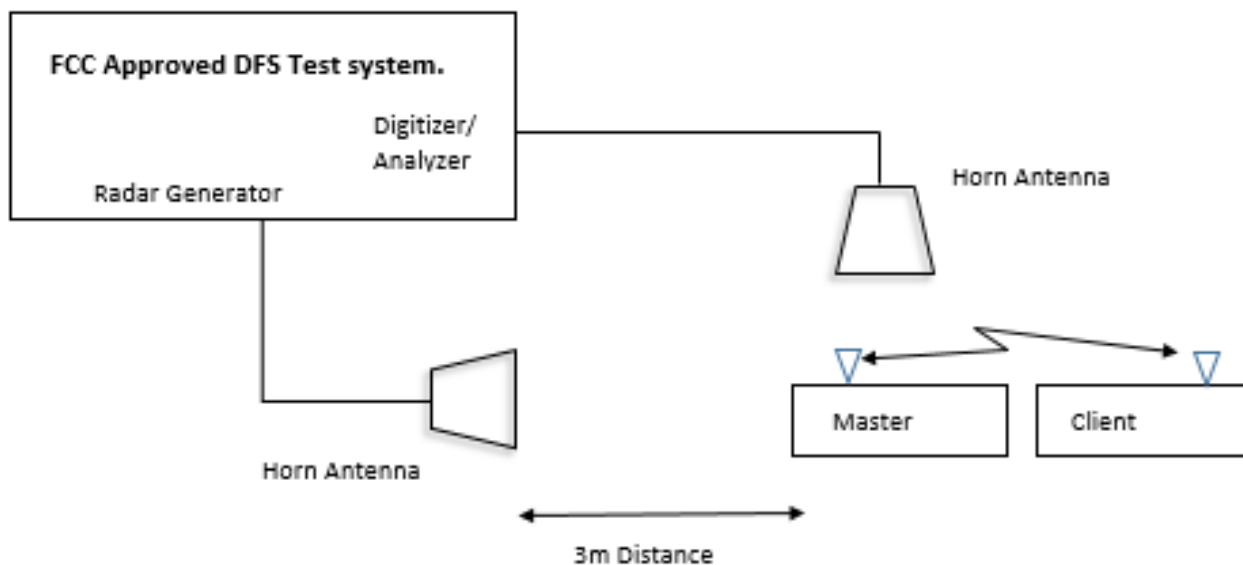 FCC Approved DFS Test system.
Digitizer/
Analyzer
Radar Generator
Horn Antenna
Master
Client
Horn Antenna
3m Distance